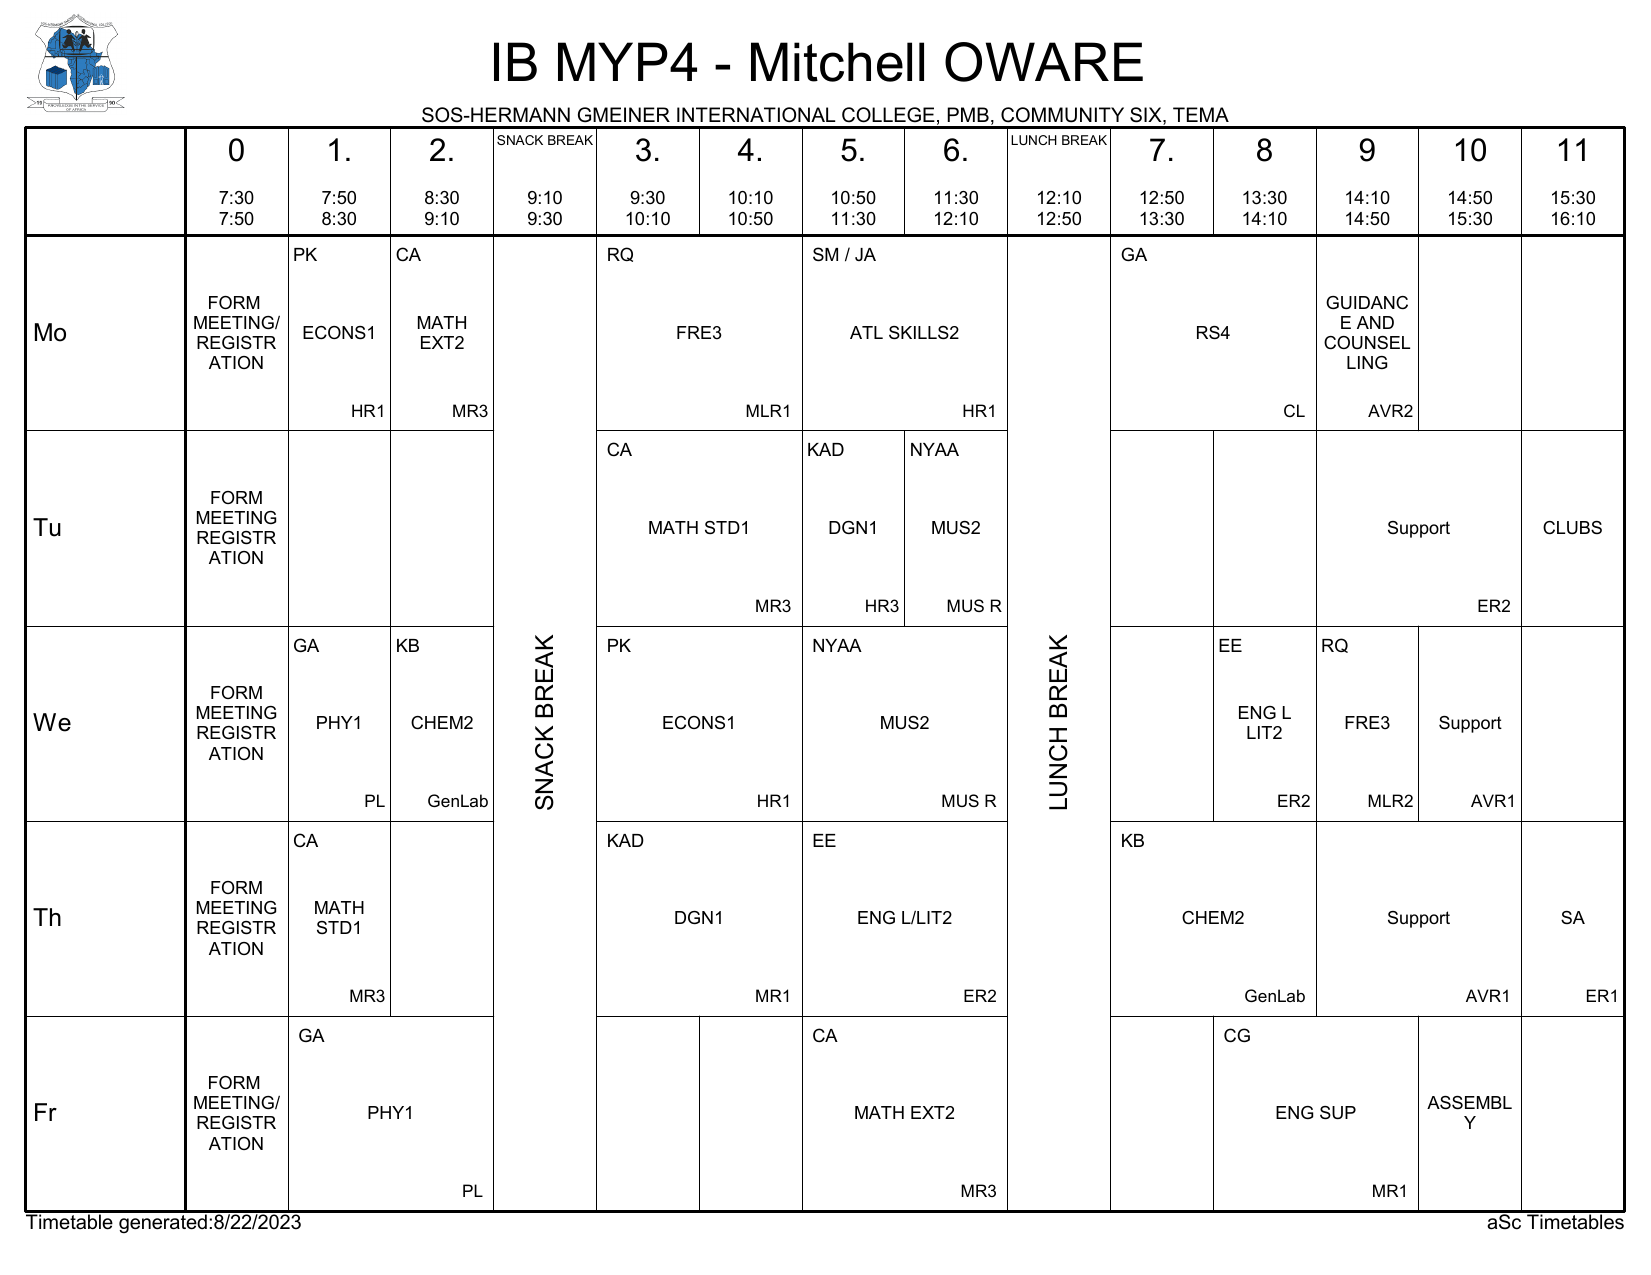 IB MYP4 - Mitchell OWARE
SOS-HERMANN GMEINER INTERNATIONAL COLLEGE, PMB, COMMUNITY SIX, TEMA
0 1. 2. SNACK BREAK 3. 4. 5. 6. LUNCH BREAK 7. 8 9 10 11
7:30 7:50 8:30 9:10 9:30 10:10 10:50 11:30 12:10 12:50 13:30 14:10 14:50 15:30
7:50 8:30 9:10 9:30 10:10 10:50 11:30 12:10 12:50 13:30 14:10 14:50 15:30 16:10
Mo
FORM
MEETING/
REGISTR
ATION
PK
ECONS1
HR1
CA
MATH
EXT2
MR3
RQ
FRE3
MLR1
SM / JA
ATL SKILLS2
HR1
GA
RS4
CL
GUIDANC
E AND
COUNSEL
LING
AVR2
Tu
FORM
MEETING
REGISTR
ATION
CA
MATH STD1
MR3
KAD
DGN1
HR3
NYAA
MUS2
MUS R
Support
ER2
CLUBS
We
FORM
MEETING
REGISTR
ATION
GA
PHY1
PL
KB
CHEM2
GenLab
SNACK BREAK
PK
ECONS1
HR1
NYAA
MUS2
MUS R
LUNCH BREAK
EE
ENG L
LIT2
ER2
RQ
FRE3
MLR2
Support
AVR1
Th
FORM
MEETING
REGISTR
ATION
CA
MATH
STD1
MR3
KAD
DGN1
MR1
EE
ENG L/LIT2
ER2
KB
CHEM2
GenLab
Support
AVR1
SA
ER1
Fr
FORM
MEETING/
REGISTR
ATION
GA
PHY1
PL
CA
MATH EXT2
MR3
CG
ENG SUP
MR1
ASSEMBL
Y
Timetable generated:8/22/2023
aSc Timetables